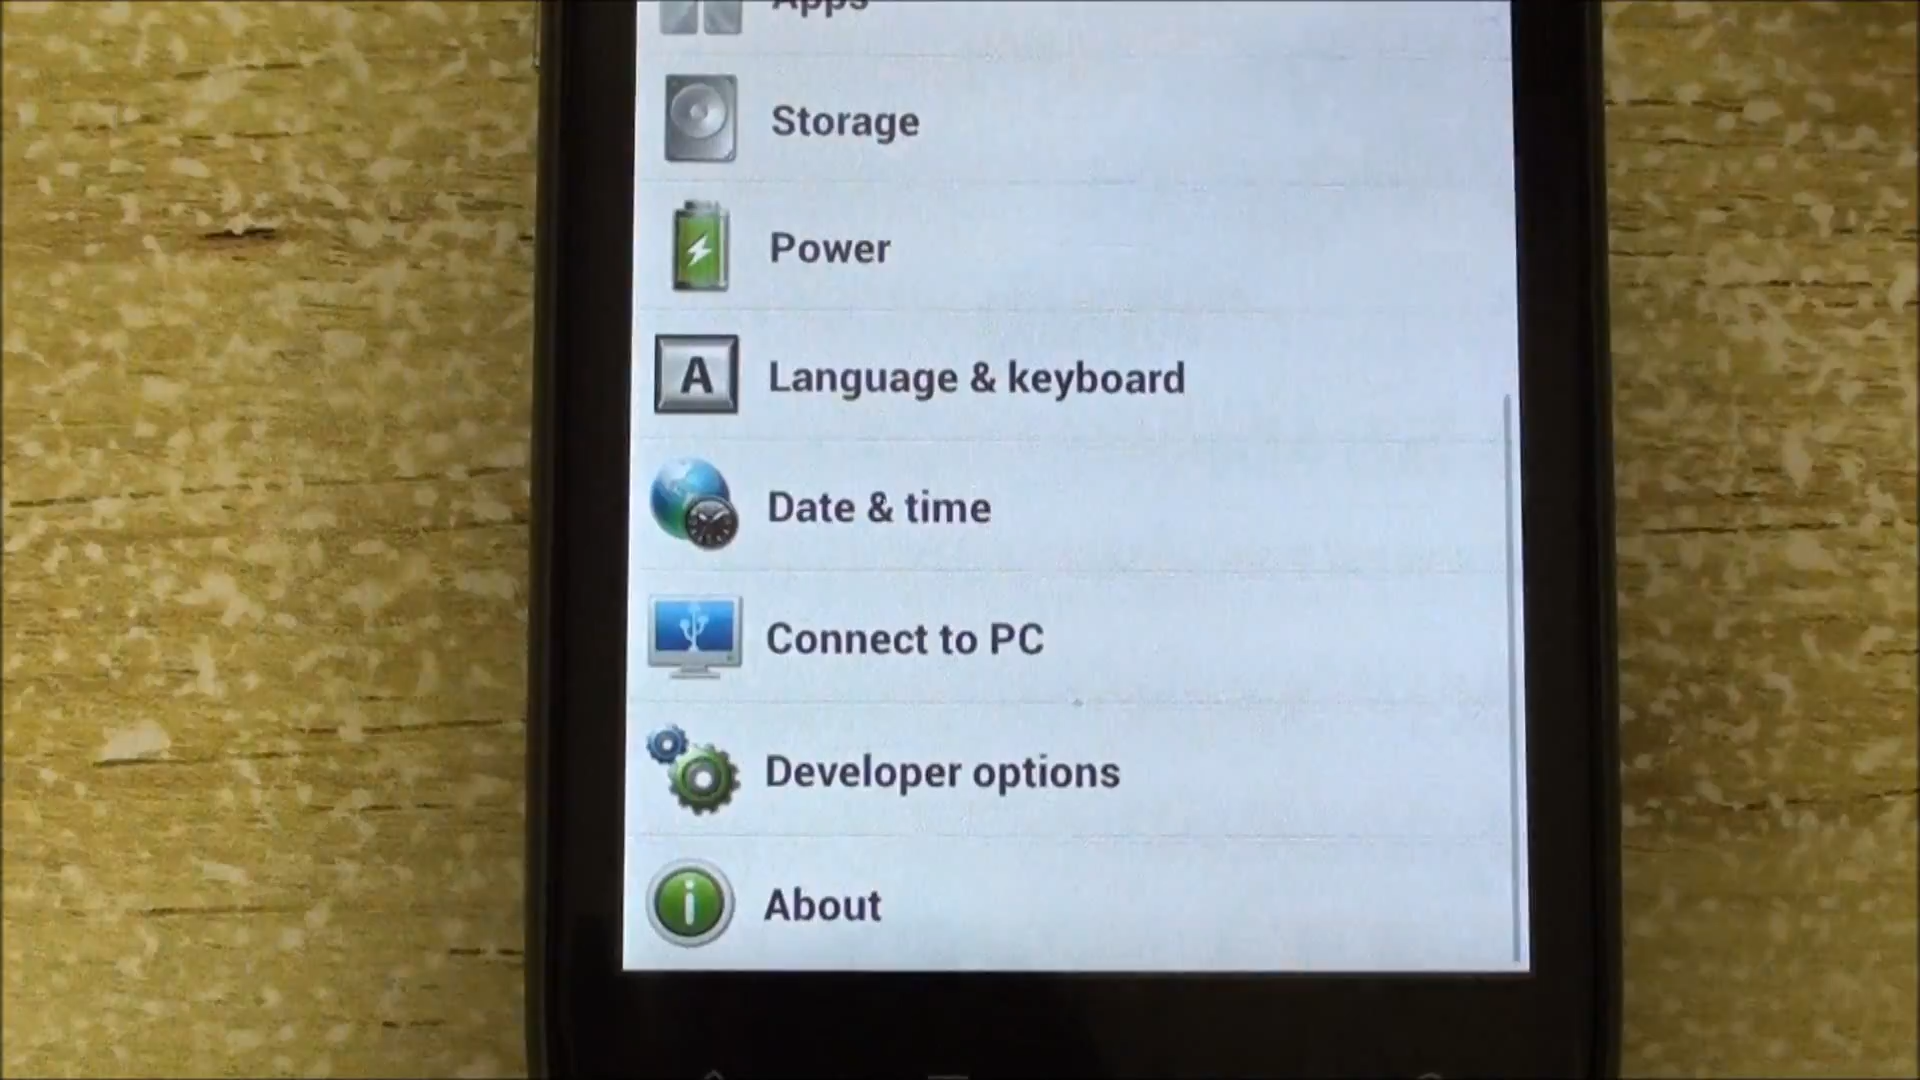 Apps
Storage
Power
A Language & keyboard
Date & time
Connect to PC
Developer options
i About